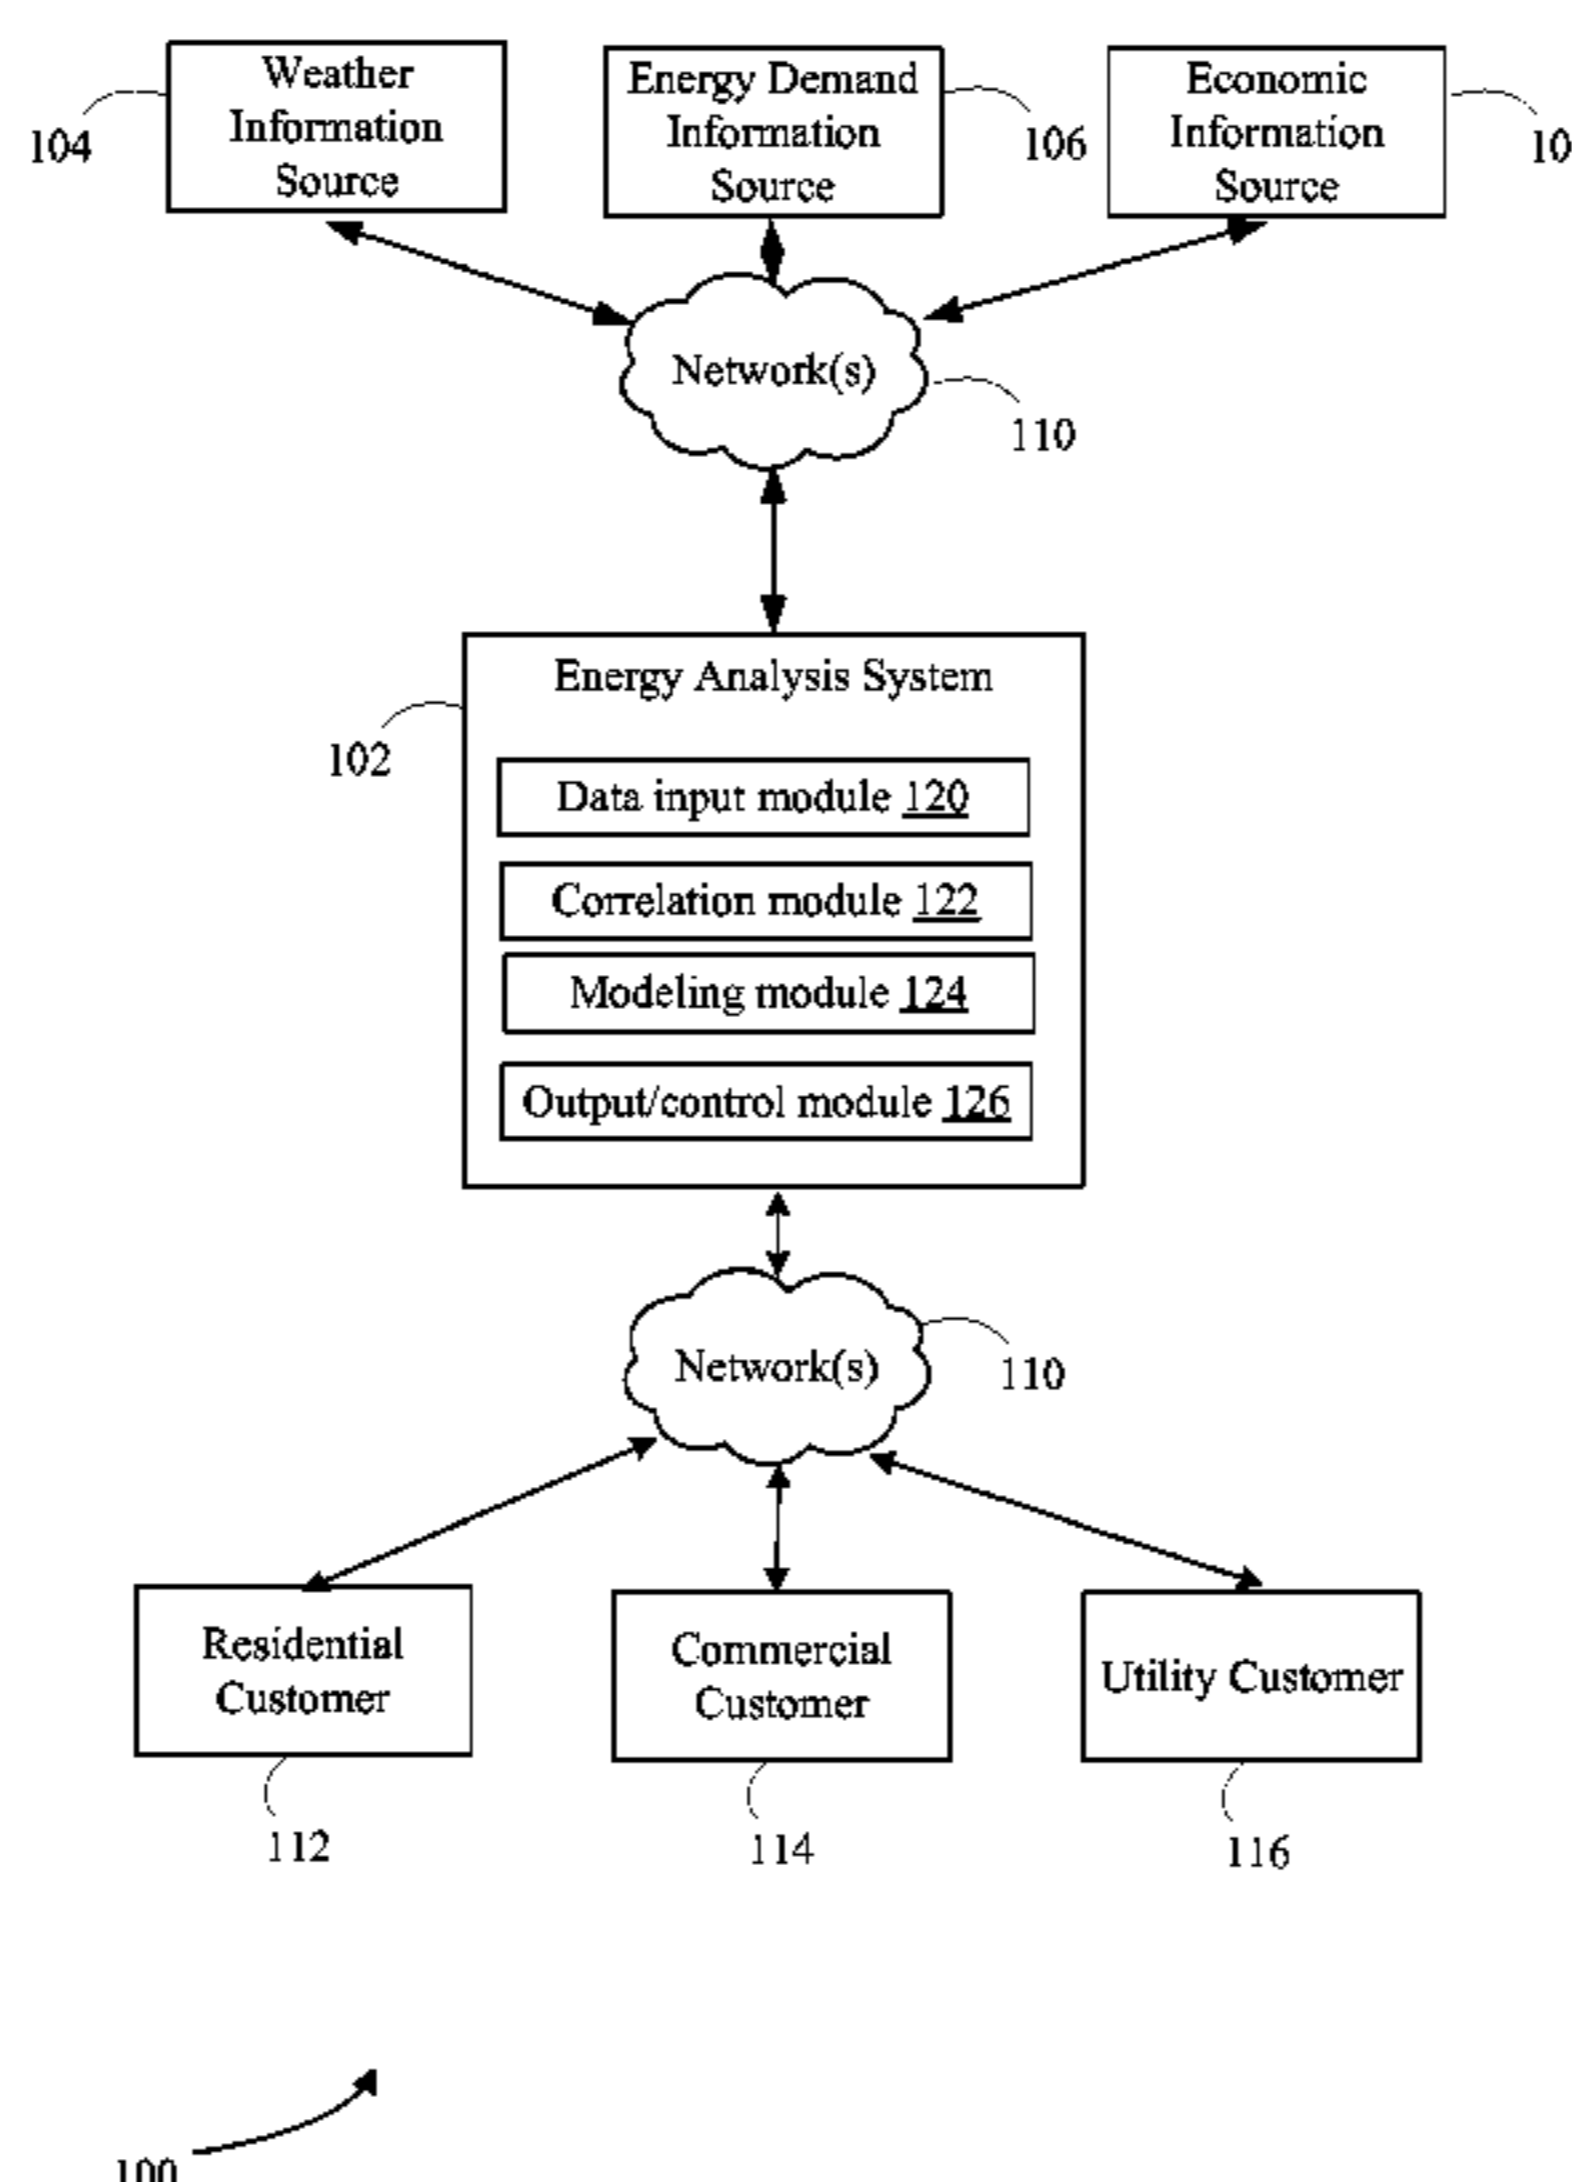 Weather
Information
Source
104
Energy Demand
Information
Source
106
Economic
Information
Source
10
Network(s)
110
Energy Analysis System
102
Data input module 120
Correlation module 122
Modeling module 124
Output/control module 126
Network(s)
110
Residential
Customer
112
Commercial
Customer
114
Utility Customer
116
100